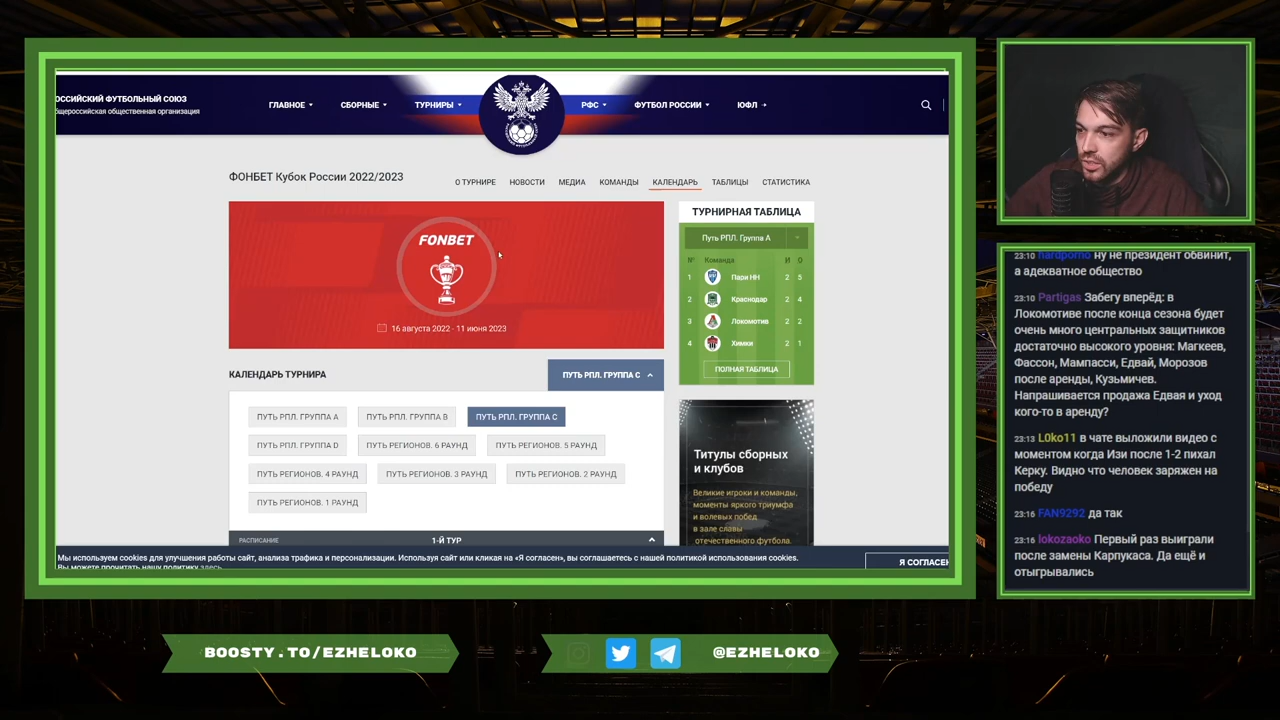 ОССИЙСКИЙ ФУТБОЛЬНЫЙ СОЮЗ
бщероссийская общественная организация
ГЛАВНОЕ
СБОРНЫЕ
ТУРНИРЫ
РФС
ФУТБОЛ РОССИИ
ЮФЛ
ФОНБЕТ Кубок России 2022/2023
О ТУРНИРЕ
НОВОСТИ
МЕДИА
КОМАНДЫ
КАЛЕНДАРЬ
ТАБЛИЦЫ
СТАТИСТИКА
FONBET
16 августа 2022 - 11 июня 2023
КАЛЕНДАРЬ ТУРНИРА
ПУТЬ РПЛ. ГРУППА C
ПУТЬ РПЛ. ГРУППА A
ПУТЬ РПЛ. ГРУППА B
ПУТЬ РПЛ. ГРУППА C
ПУТЬ РПЛ. ГРУППА D
ПУТЬ РЕГИОНОВ. 6 РАУНД
ПУТЬ РЕГИОНОВ. 5 РАУНД
ПУТЬ РЕГИОНОВ. 4 РАУНД
ПУТЬ РЕГИОНОВ. 3 РАУНД
ПУТЬ РЕГИОНОВ. 2 РАУНД
ПУТЬ РЕГИОНОВ. 1 РАУНД
РАСПИСАНИЕ
1-Й ТУР
ТУРНИРНАЯ ТАБЛИЦА
Путь РПЛ. Группа A
№ Команда И О
1 Пари НН 2 5
2 Краснодар 2 4
3 Локомотив 2 2
4 Химки 2 1
ПОЛНАЯ ТАБЛИЦА
Титулы сборных
и клубов
Великие игроки и команды,
моменты яркого триумфа
и волевых побед
в зале славы
отечественного футбола.
Мы используем cookies для улучшения работы сайт, анализа трафика и персонализации. Используя сайт или кликая на «Я согласен», вы соглашаетесь с нашей политикой использования cookies.
Вы можете прочитать нашу политику здесь
Я СОГЛАСЕН
23:10 hardporno ну не президент обвинит,
а адекватное общество
23:10 Partigas Забегу вперёд: в
Локомотиве после конца сезона будет
очень много центральных защитников
достаточно высокого уровня: Магкеев,
Фассон, Мампасси, Едвай, Морозов
после аренды, Кузьмичев.
Напрашивается продажа Едвая и уход
кого-то в аренду?
23:13 L0ko11 в чате выложили видео с
моментом когда Изи после 1-2 пихал
Керку. Видно что человек заряжен на
победу
23:16 FAN9292 да так
23:16 lokozaoko Первый раз выиграли
после замены Карпукаса. Да ещё и
отыгрывались
BOOSTY.TO/EZHELOKO
@EZHELOKO